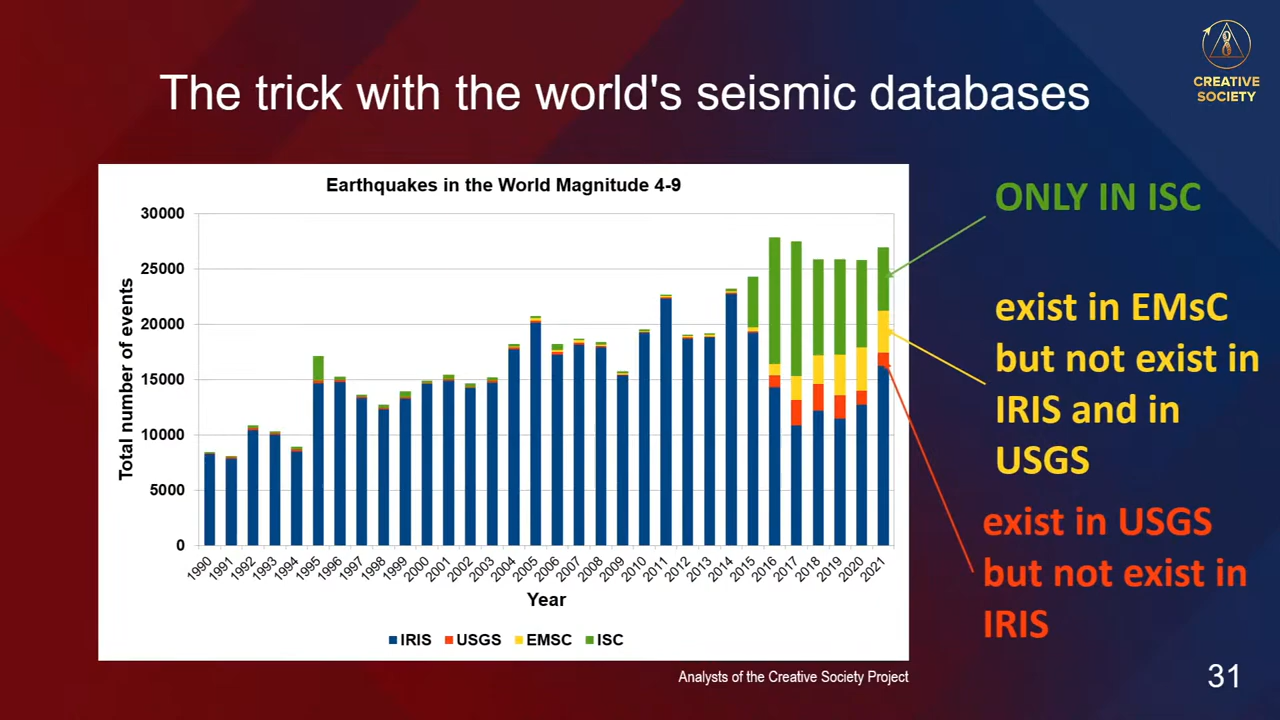 The trick with the world's seismic databases
CREATIVE
SOCIETY
Earthquakes in the World Magnitude 4-9
Total number of events
30000
25000
20000
15000
10000
5000
0
1990 1991 1992 1993 1994 1995 1996 1997 1998 1999 2000 2001 2002 2003 2004 2005 2006 2007 2008 2009 2010 2011 2012 2013 2014 2015 2016 2017 2018 2019 2020 2021
Year
IRIS USGS EMSC ISC
ONLY IN ISC
exist in EMsC
but not exist in
IRIS and in
USGS
exist in USGS
but not exist in
IRIS
Analysts of the Creative Society Project
31